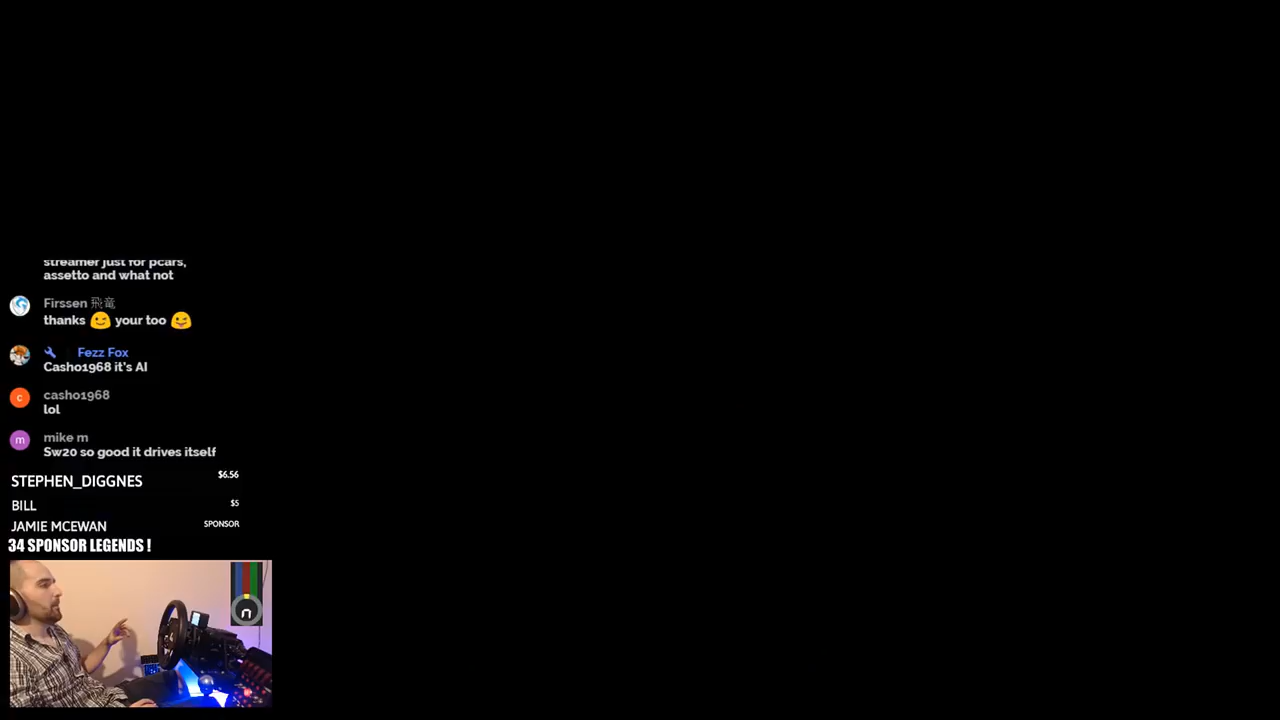 streamer just for pcars,
assetto and what not
Firssen 飛竜
thanks your too
Fezz Fox
Casho1968 it's AI
c
casho1968
lol
m
mike m
Sw20 so good it drives itself
STEPHEN_DIGGNES $6.56
BILL $5
JAMIE MCEWAN SPONSOR
34 SPONSOR LEGENDS !
n